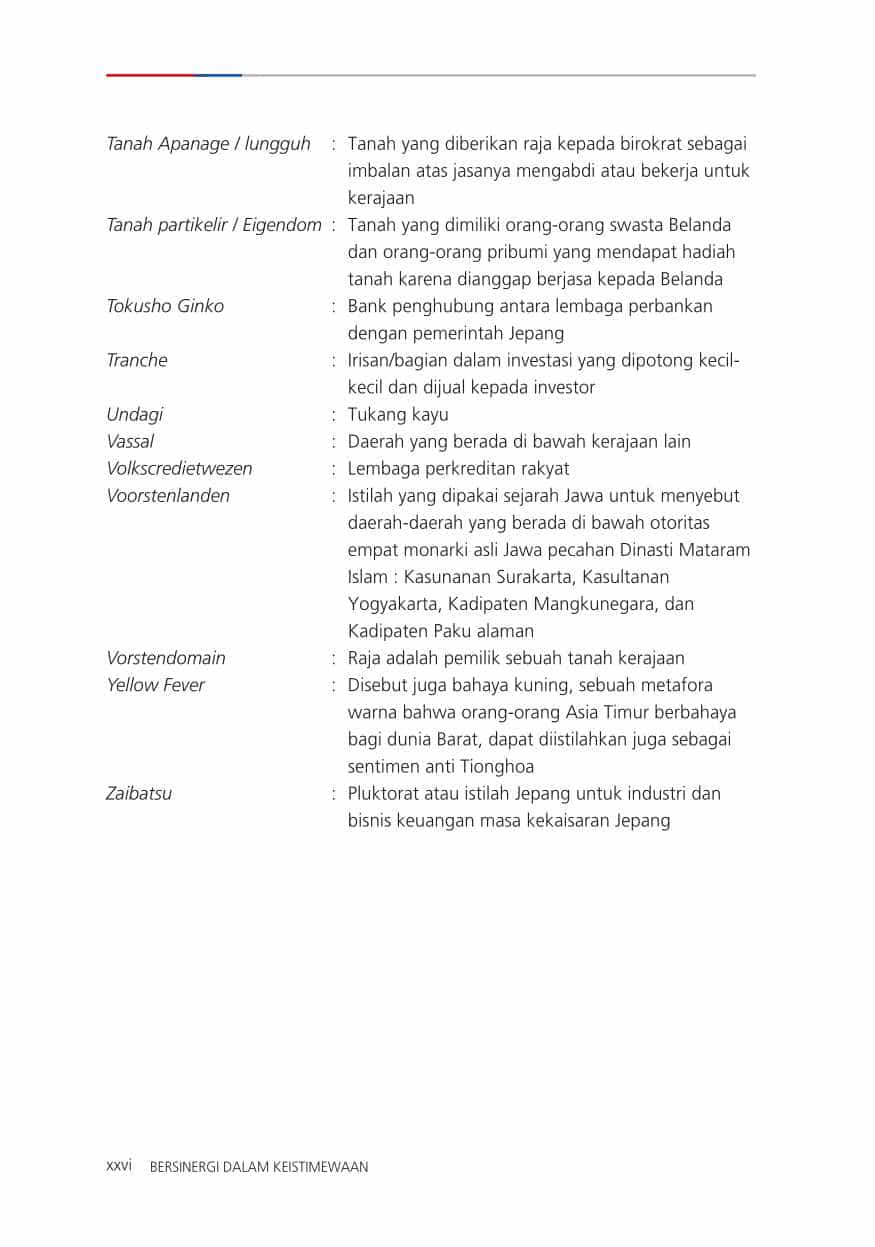 Tanah Apanage / lungguh : Tanah yang diberikan raja kepada birokrat sebagai
imbalan atas jasanya mengabdi atau bekerja untuk
kerajaan
Tanah partikelir / Eigendom : Tanah yang dimiliki orang-orang swasta Belanda
dan orang-orang pribumi yang mendapat hadiah
tanah karena dianggap berjasa kepada Belanda
Tokusho Ginko : Bank penghubung antara lembaga perbankan
dengan pemerintah Jepang
Tranche : Irisan/bagian dalam investasi yang dipotong kecil-
kecil dan dijual kepada investor
Undagi : Tukang kayu
Vassal : Daerah yang berada di bawah kerajaan lain
Volkscredietwezen : Lembaga perkreditan rakyat
Voorstenlanden : Istilah yang dipakai sejarah Jawa untuk menyebut
daerah-daerah yang berada di bawah otoritas
empat monarki asli Jawa pecahan Dinasti Mataram
Islam : Kasunanan Surakarta, Kasultanan
Yogyakarta, Kadipaten Mangkunegara, dan
Kadipaten Paku alaman
Vorstendomain : Raja adalah pemilik sebuah tanah kerajaan
Yellow Fever : Disebut juga bahaya kuning, sebuah metafora
warna bahwa orang-orang Asia Timur berbahaya
bagi dunia Barat, dapat diistilahkan juga sebagai
sentimen anti Tionghoa
Zaibatsu : Pluktorat atau istilah Jepang untuk industri dan
bisnis keuangan masa kekaisaran Jepang
xxvi BERSINERGI DALAM KEISTIMEWAAN